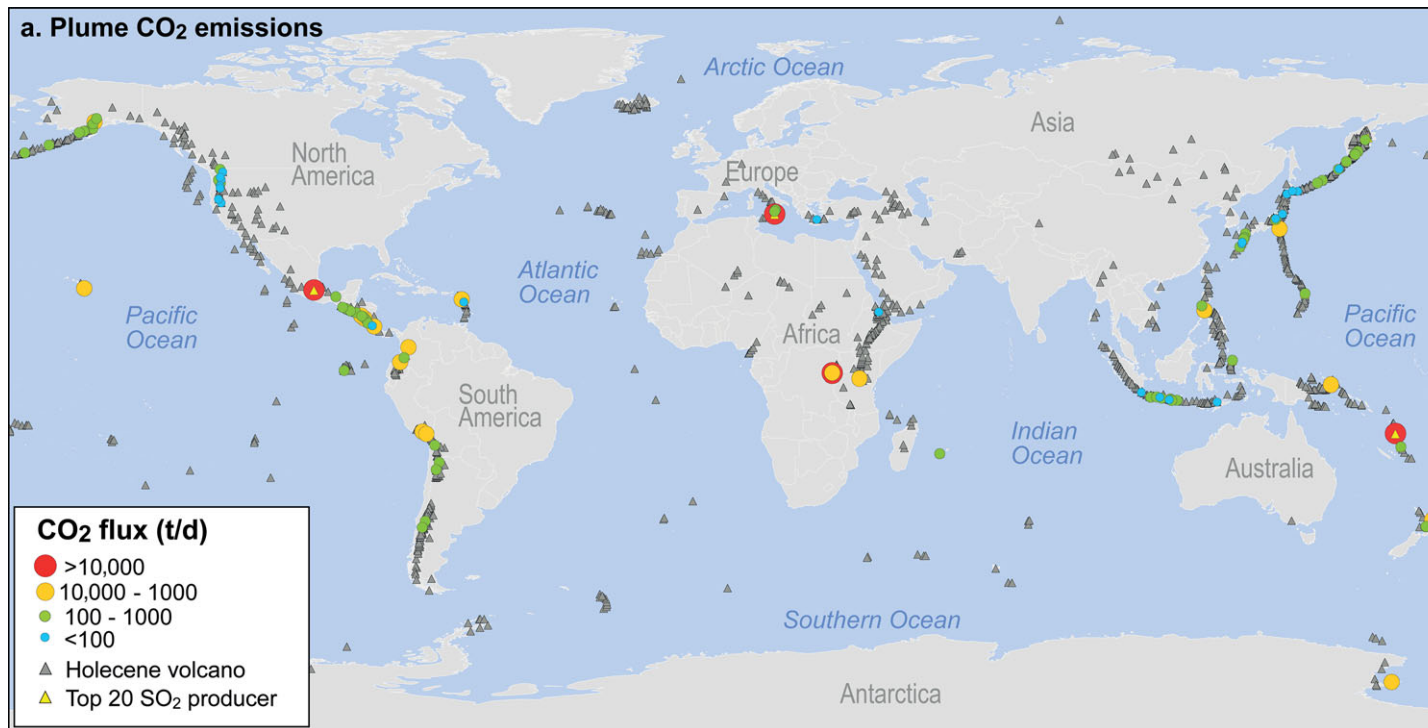 a. Plume CO₂ emissions
Arctic Ocean
Asia
North
America
Europe
Atlantic
Ocean
Pacific
Ocean
Africa
Pacific
Ocean
South
America
Indian
Ocean
Australia
CO₂ flux (t/d)
>10,000
10,000 - 1000
100 - 1000
<100
Holecene volcano
Top 20 SO₂ producer
Southern Ocean
Antarctica